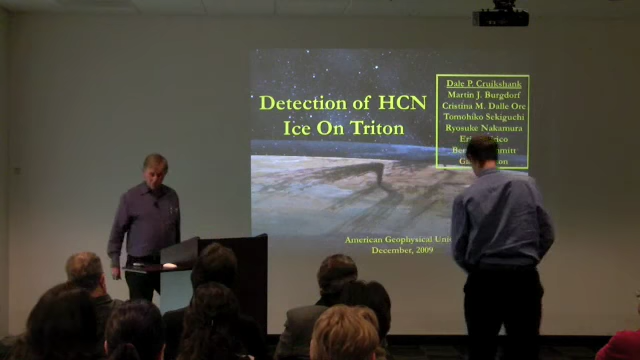 Detection of HCN
Ice On Triton
Dale P. Cruikshank
Martin J. Burgdorf
Cristina M. Dalle Ore
Tomohiko Sekiguchi
Ryosuke Nakamura
American Geophysical
December, 2009